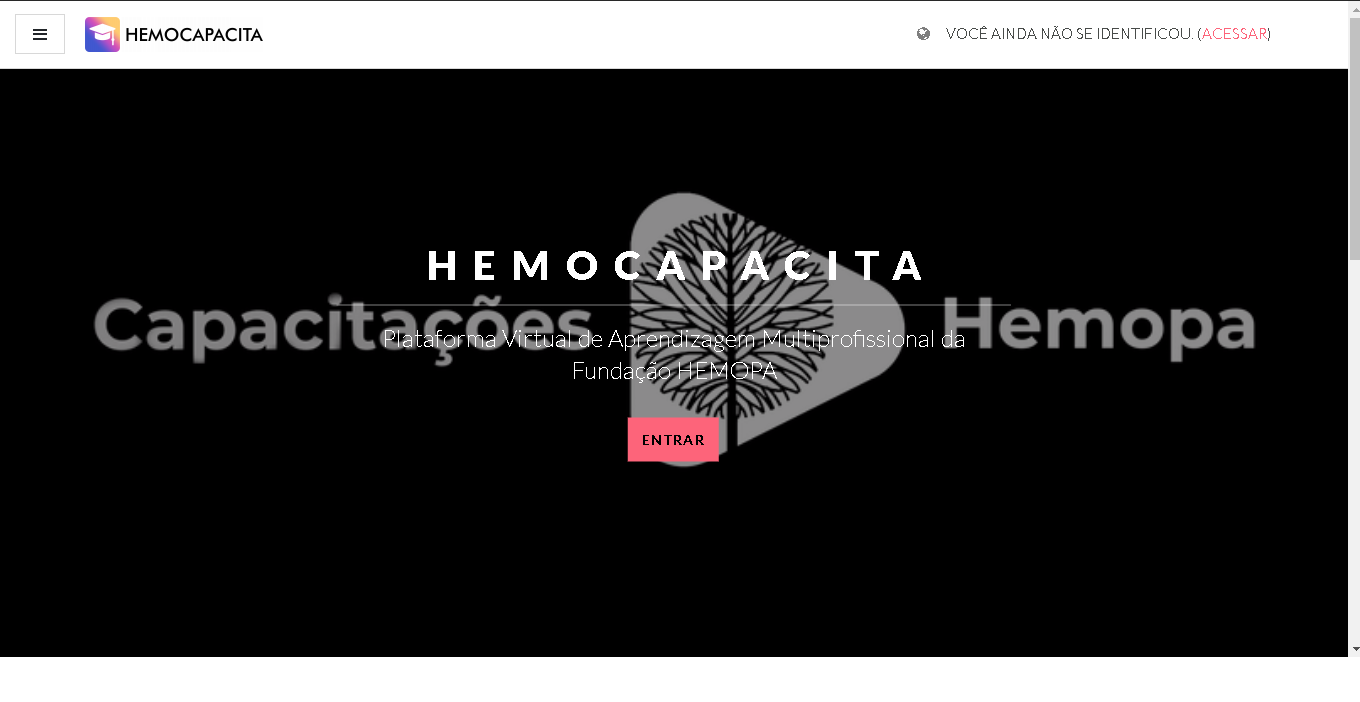 HEMOCAPACITA
VOCÊ AINDA NÃO SE IDENTIFICOU. (ACESSAR)
HEMOCAPACITA
Capacitações Hemopa
Plataforma Virtual de Aprendizagem Multiprofissional da
Fundação HEMOPA
ENTRAR